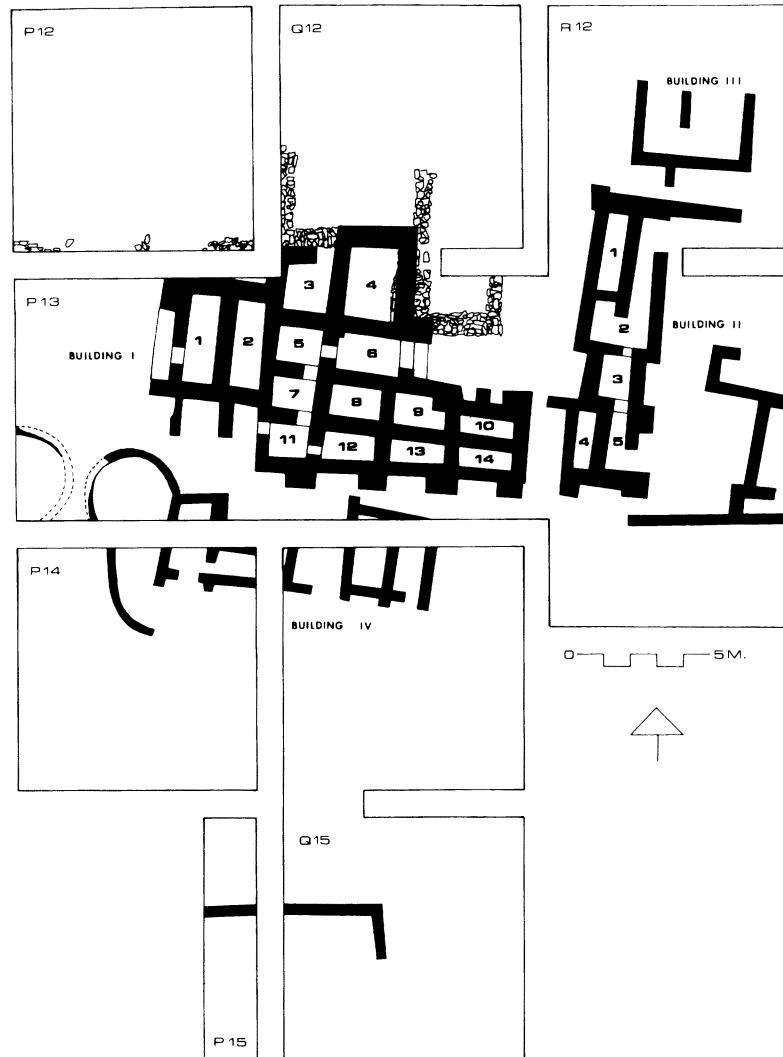 P12
Q12
R12
BUILDING III
P13
BUILDING I
1
2
3
4
5
6
7
8
9
10
11
12
13
14
1
2
BUILDING II
3
4
5
P14
BUILDING IV
0 5M.
Q15
P15